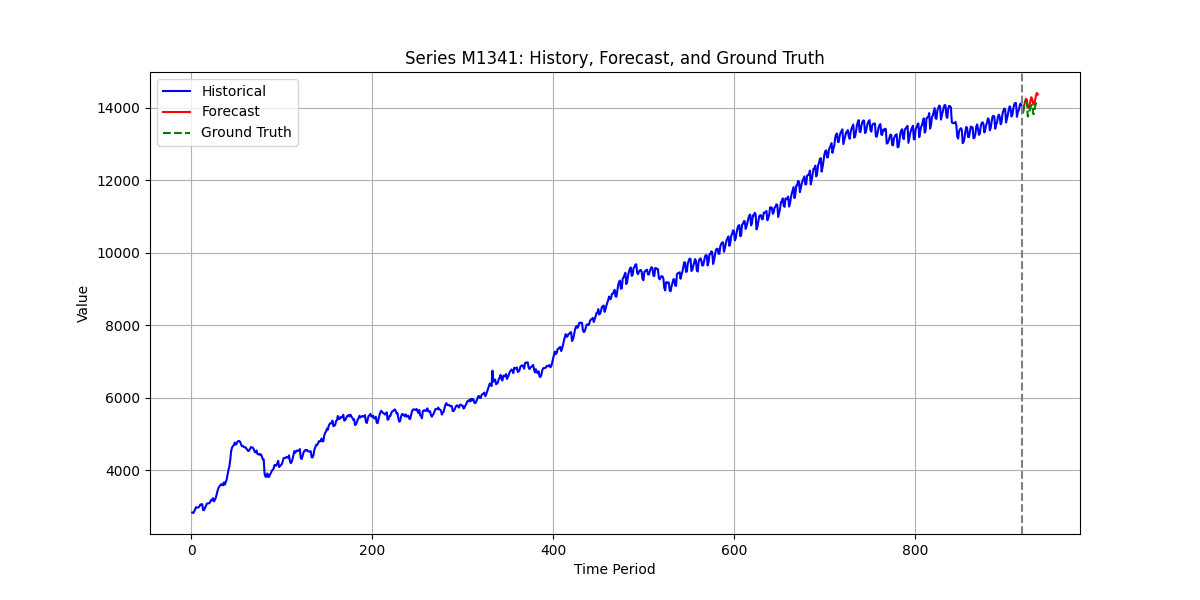 Series M1341: History, Forecast, and Ground Truth
Historical
Forecast
Ground Truth
14000
12000
10000
8000
6000
4000
Value
0 200 400 600 800
Time Period